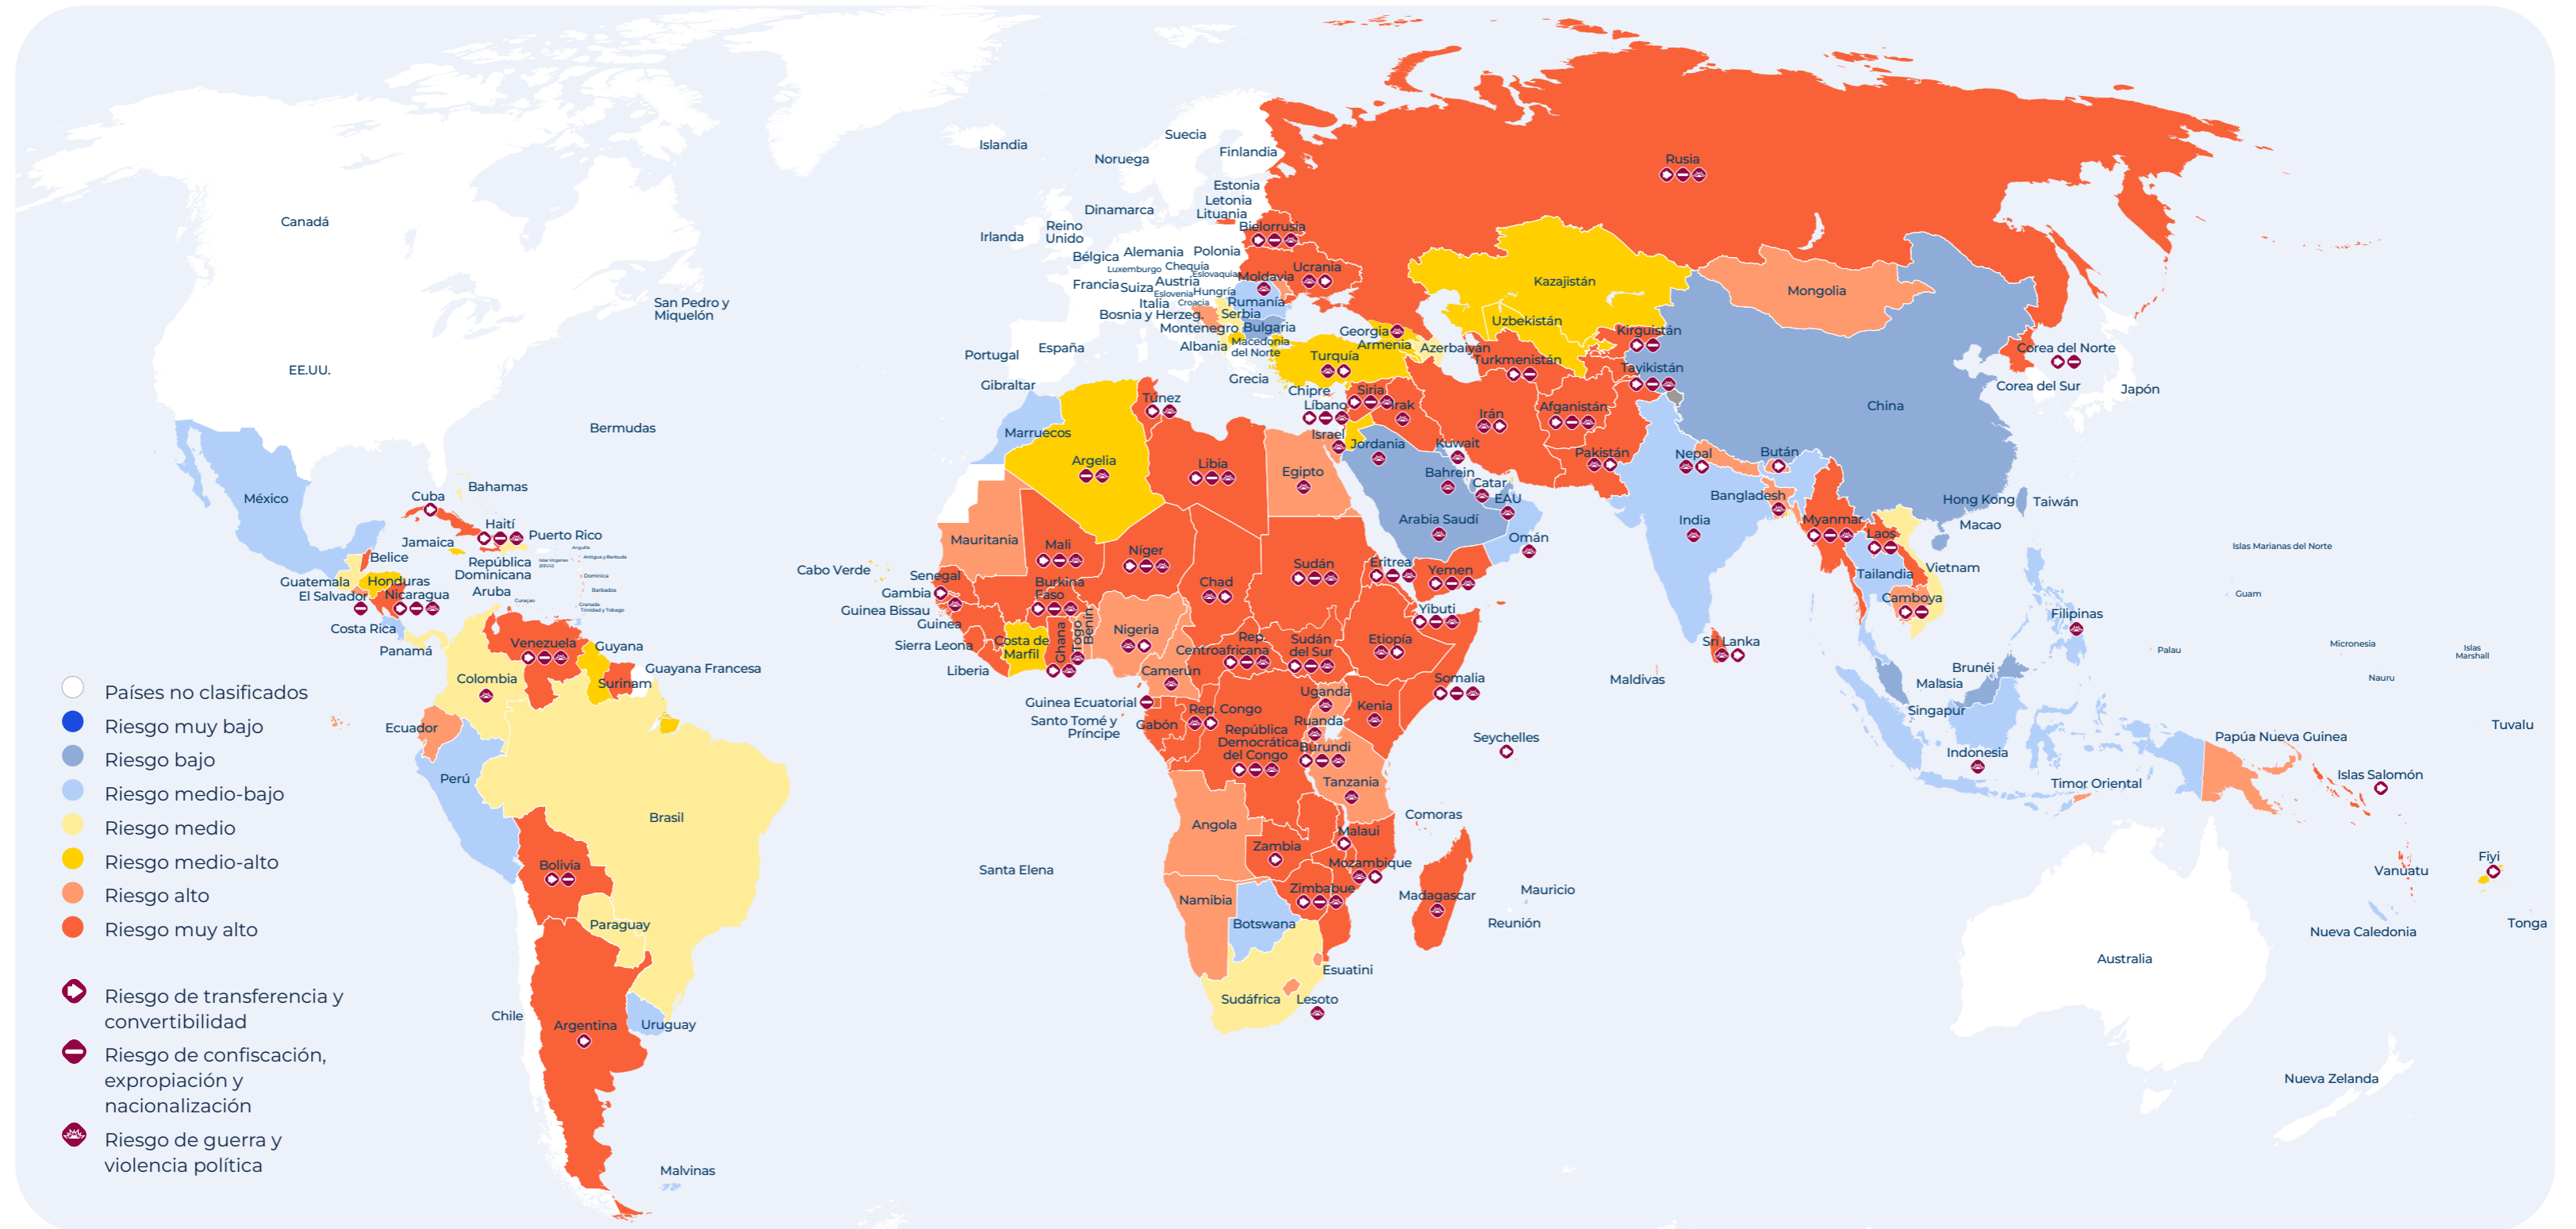 Canadá
EE.UU.
San Pedro y
Miquelón
Bermudas
México
Cuba
Bahamas
Haití
Puerto Rico
Jamaica
Belice
República
Dominicana
Anguilla
Antigua y Barbuda
Dominica
Barbados
Granada
Trinidad y Tobago
Curaçao
Aruba
Guatemala
Honduras
El Salvador
Nicaragua
Costa Rica
Panamá
Venezuela
Guyana
Guayana Francesa
Surinam
Colombia
Ecuador
Perú
Brasil
Bolivia
Paraguay
Chile
Argentina
Uruguay
Malvinas
Islandia
Noruega
Suecia
Finlandia
Estonia
Letonia
Lituania
Dinamarca
Reino
Unido
Irlanda
Bielorrusia
Bélgica
Alemania
Polonia
Luxemburgo
Chequia
Eslovaquia
Moldavia
Ucrania
Francia
Suiza
Austria
Eslovenia
Hungría
Italia
Croacia
Rumanía
Bosnia y Herzeg.
Serbia
Montenegro
Bulgaria
Albania
Macedonia
del Norte
Portugal
España
Gibraltar
Grecia
Turquía
Georgia
Armenia
Azerbaiyán
Chipre
Siria
Líbano
Irak
Israel
Jordania
Kuwait
Bahrein
Catar
EAU
Arabia Saudí
Omán
Yemen
Irán
Rusia
Kazajistán
Uzbekistán
Kirguistán
Turkmenistán
Tayikistán
Afganistán
Pakistán
Mongolia
China
Corea del Norte
Corea del Sur
Japón
Nepal
Bután
Bangladesh
India
Myanmar
Laos
Hong Kong
Taiwán
Macao
Vietnam
Tailandia
Camboya
Filipinas
Sri Lanka
Maldivas
Brunéi
Malasia
Singapur
Indonesia
Timor Oriental
Papúa Nueva Guinea
Islas Marianas del Norte
Guam
Palau
Micronesia
Islas
Marshall
Nauru
Tuvalu
Islas Salomón
Fiyi
Vanuatu
Tonga
Nueva Caledonia
Australia
Nueva Zelanda
Marruecos
Argelia
Túnez
Libia
Egipto
Mauritania
Mali
Níger
Chad
Sudán
Eritrea
Yibuti
Etiopía
Somalia
Cabo Verde
Senegal
Gambia
Guinea Bissau
Guinea
Sierra Leona
Liberia
Costa de
Marfil
Burkina
Faso
Ghana
Togo
Benín
Nigeria
Camerún
Rep.
Centroafricana
Sudán
del Sur
Guinea Ecuatorial
Santo Tomé y
Príncipe
Gabón
Rep. Congo
República
Democrática
del Congo
Uganda
Ruanda
Burundi
Kenia
Tanzania
Seychelles
Comoras
Angola
Zambia
Malaui
Mozambique
Zimbabue
Madagascar
Mauricio
Reunión
Namibia
Botswana
Sudáfrica
Lesoto
Esuatini
Santa Elena
Países no clasificados
Riesgo muy bajo
Riesgo bajo
Riesgo medio-bajo
Riesgo medio
Riesgo medio-alto
Riesgo alto
Riesgo muy alto
Riesgo de transferencia y
convertibilidad
Riesgo de confiscación,
expropiación y
nacionalización
Riesgo de guerra y
violencia política